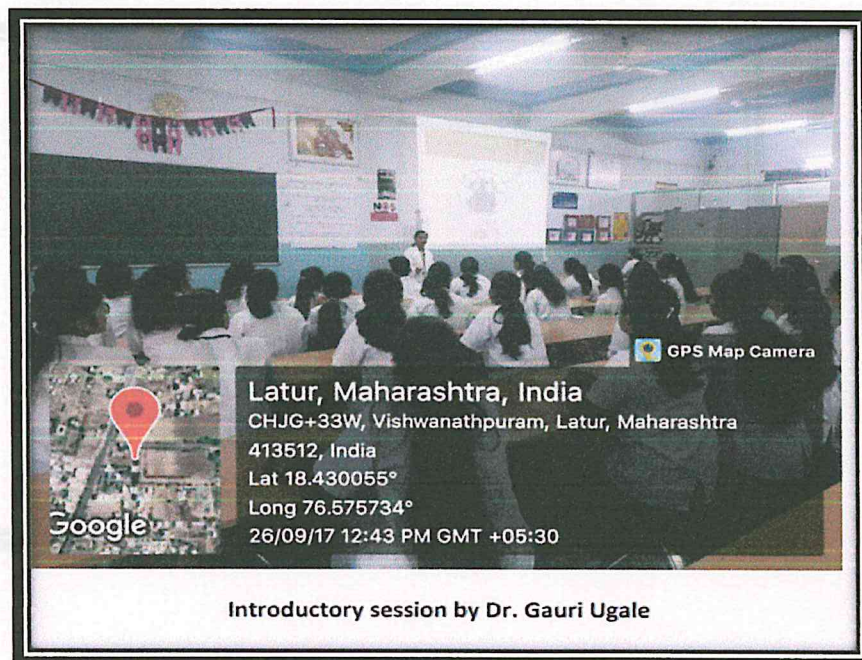 GPS Map Camera
Latur, Maharashtra, India
CHJG+33W, Vishwanathpuram, Latur, Maharashtra
413512, India
Lat 18.430055°
Long 76.575734°
26/09/17 12:43 PM GMT +05:30
Google
Introductory session by Dr. Gauri Ugale